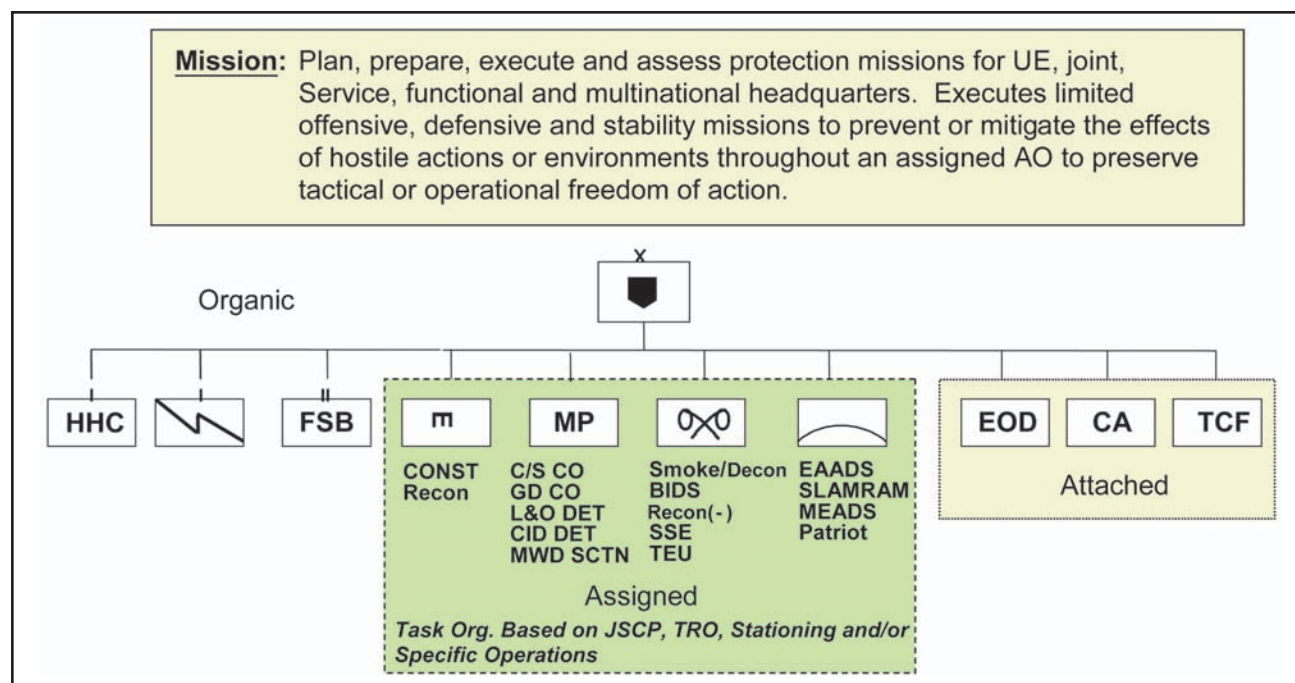 Mission: Plan, prepare, execute and assess protection missions for UE, joint,
Service, functional and multinational headquarters. Executes limited
offensive, defensive and stability missions to prevent or mitigate the effects
of hostile actions or environments throughout an assigned AO to preserve
tactical or operational freedom of action.
X
Organic
I I II
HHC FSB E MP EOD CA TCF
CONST
Recon
C/S CO
GD CO
L&O DET
CID DET
MWD SCTN
Smoke/Decon
BIDS
Recon(-)
SSE
TEU
EAADS
SLAMRAM
MEADS
Patriot
Attached
Assigned
Task Org. Based on JSCP, TRO, Stationing and/or
Specific Operations